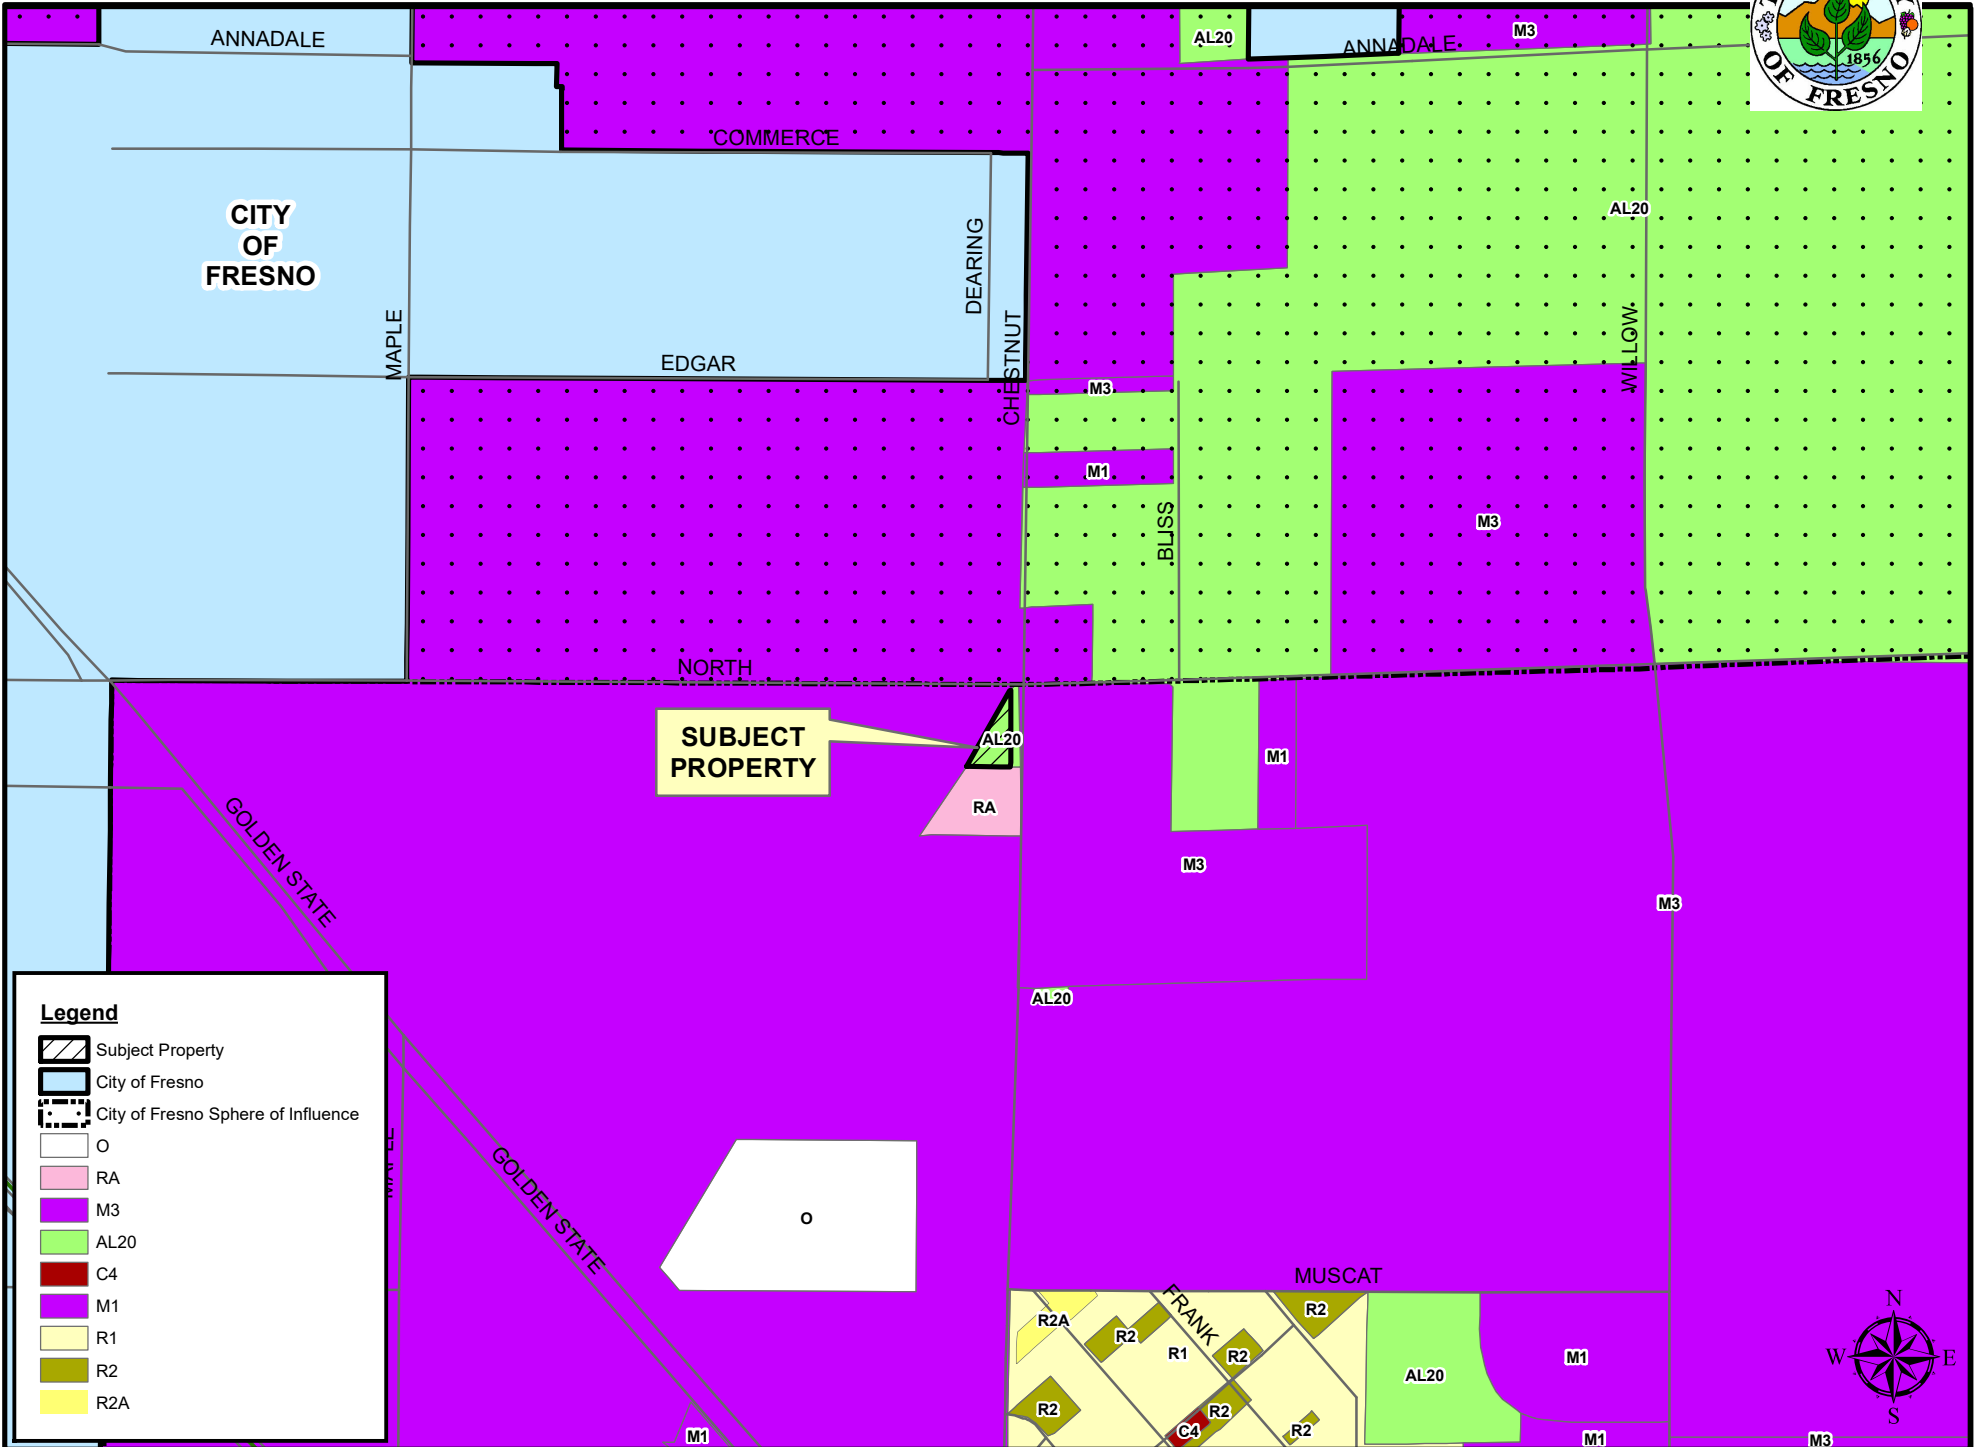 ANNADALE
AL20
ANNADALE
M3
1856
OF FRESNO
COMMERCE
CITY
OF
FRESNO
DEARING
AL20
MAPLE
CHESTNUT
WILLOW
EDGAR
M3
M1
BLISS
M3
NORTH
SUBJECT
PROPERTY
AL20
M1
RA
M3
GOLDEN STATE
M3
AL20
Legend
Subject Property
City of Fresno
City of Fresno Sphere of Influence
O
RA
M3
AL20
C4
M1
R1
R2
R2A
GOLDEN STATE
O
MUSCAT
FRANK
R2A
R2
R2
R1
R2
AL20
M1
R2
R2
C4
R2
M1
M1
M3
N
W
E
S